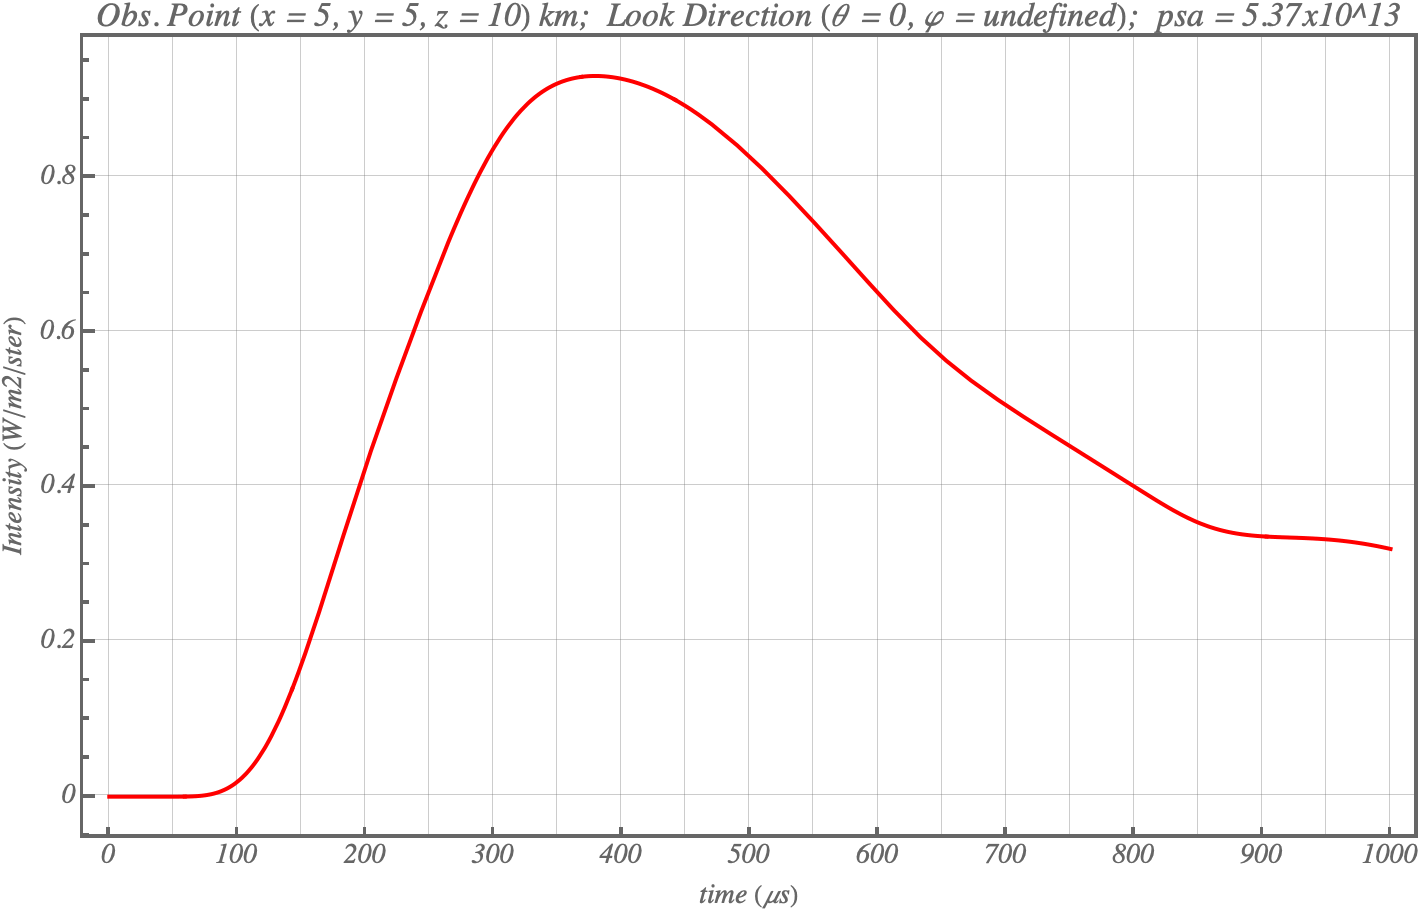 Obs. Point (x = 5, y = 5, z = 10) km; Look Direction (θ = 0, φ = undefined); psa = 5.37x10^13
Intensity (W/m2/ster)
0.8
0.6
0.4
0.2
0
0 100 200 300 400 500 600 700 800 900 1000
time (μs)